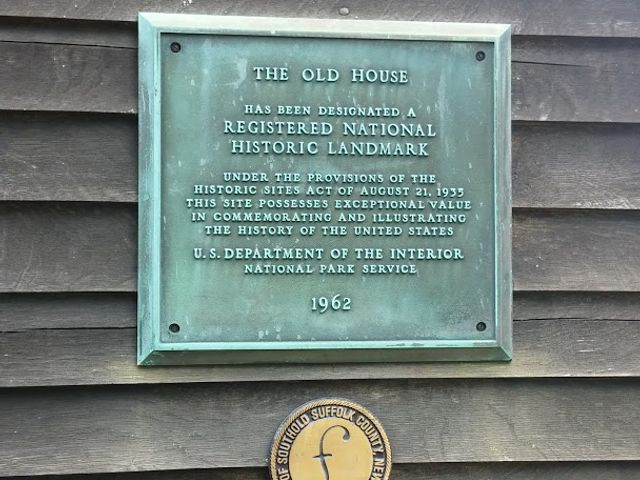 THE OLD HOUSE
HAS BEEN DESIGNATED A
REGISTERED NATIONAL
HISTORIC LANDMARK
UNDER THE PROVISIONS OF THE
HISTORIC SITES ACT OF AUGUST 21, 1935
THIS SITE POSSESSES EXCEPTIONAL VALUE
IN COMMEMORATING AND ILLUSTRATING
THE HISTORY OF THE UNITED STATES
U.S. DEPARTMENT OF THE INTERIOR
NATIONAL PARK SERVICE
1962
OF SOUTHOLD SUFFOLK COUNTY NEW
f